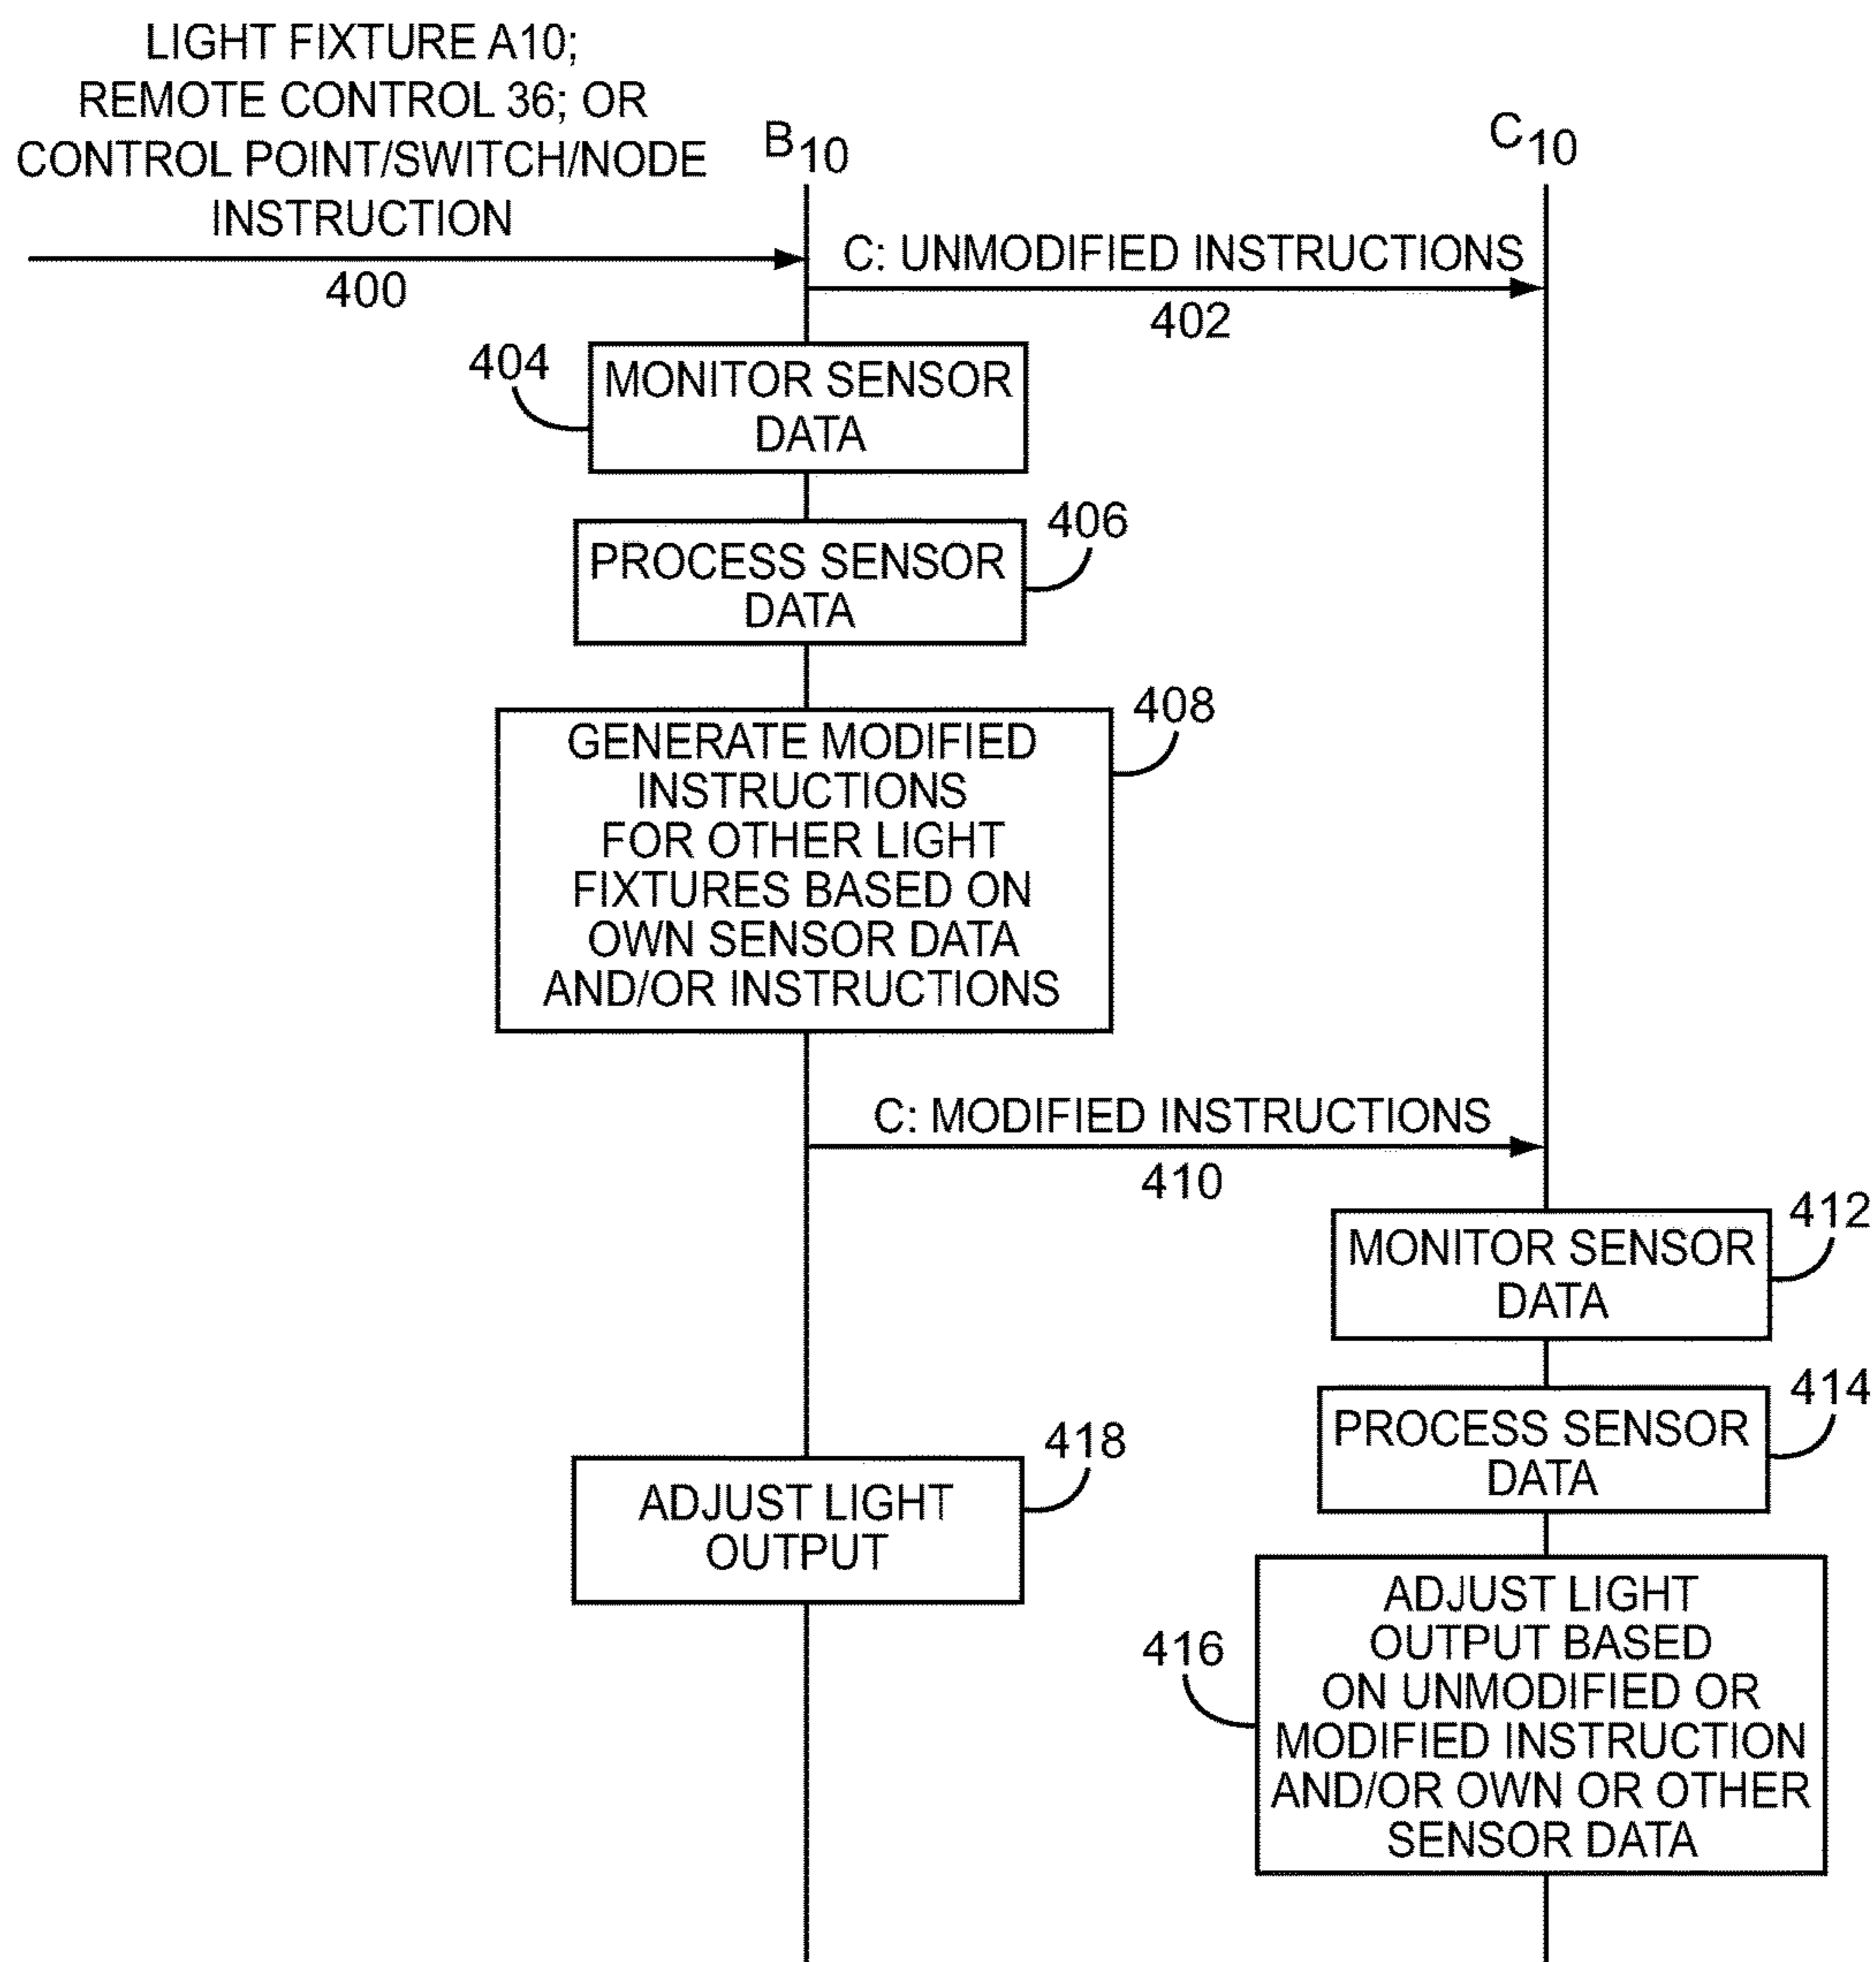 LIGHT FIXTURE A10;
REMOTE CONTROL 36; OR
CONTROL POINT/SWITCH/NODE
INSTRUCTION
400
B10
C10
C: UNMODIFIED INSTRUCTIONS
402
404
MONITOR SENSOR
DATA
406
PROCESS SENSOR
DATA
408
GENERATE MODIFIED
INSTRUCTIONS
FOR OTHER LIGHT
FIXTURES BASED ON
OWN SENSOR DATA
AND/OR INSTRUCTIONS
C: MODIFIED INSTRUCTIONS
410
412
MONITOR SENSOR
DATA
414
PROCESS SENSOR
DATA
418
ADJUST LIGHT
OUTPUT
416
ADJUST LIGHT
OUTPUT BASED
ON UNMODIFIED OR
MODIFIED INSTRUCTION
AND/OR OWN OR OTHER
SENSOR DATA